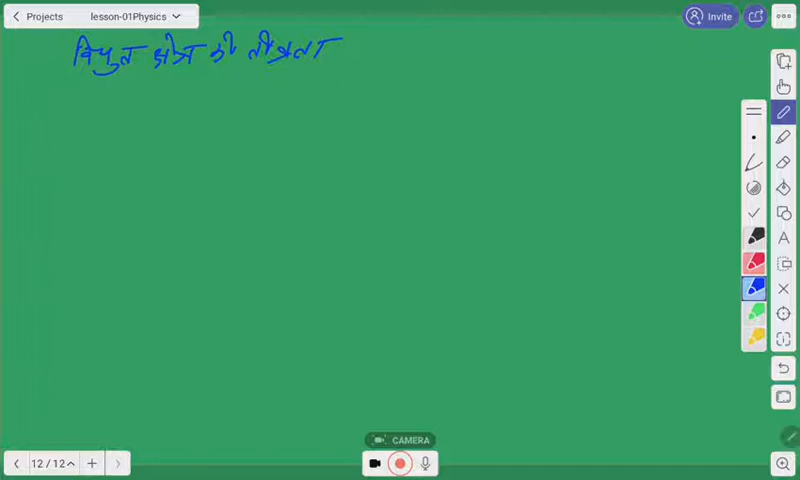 Projects lesson-01Physics Invite
विधुत क्षेत्र की तीव्रता
CAMERA
12 / 12